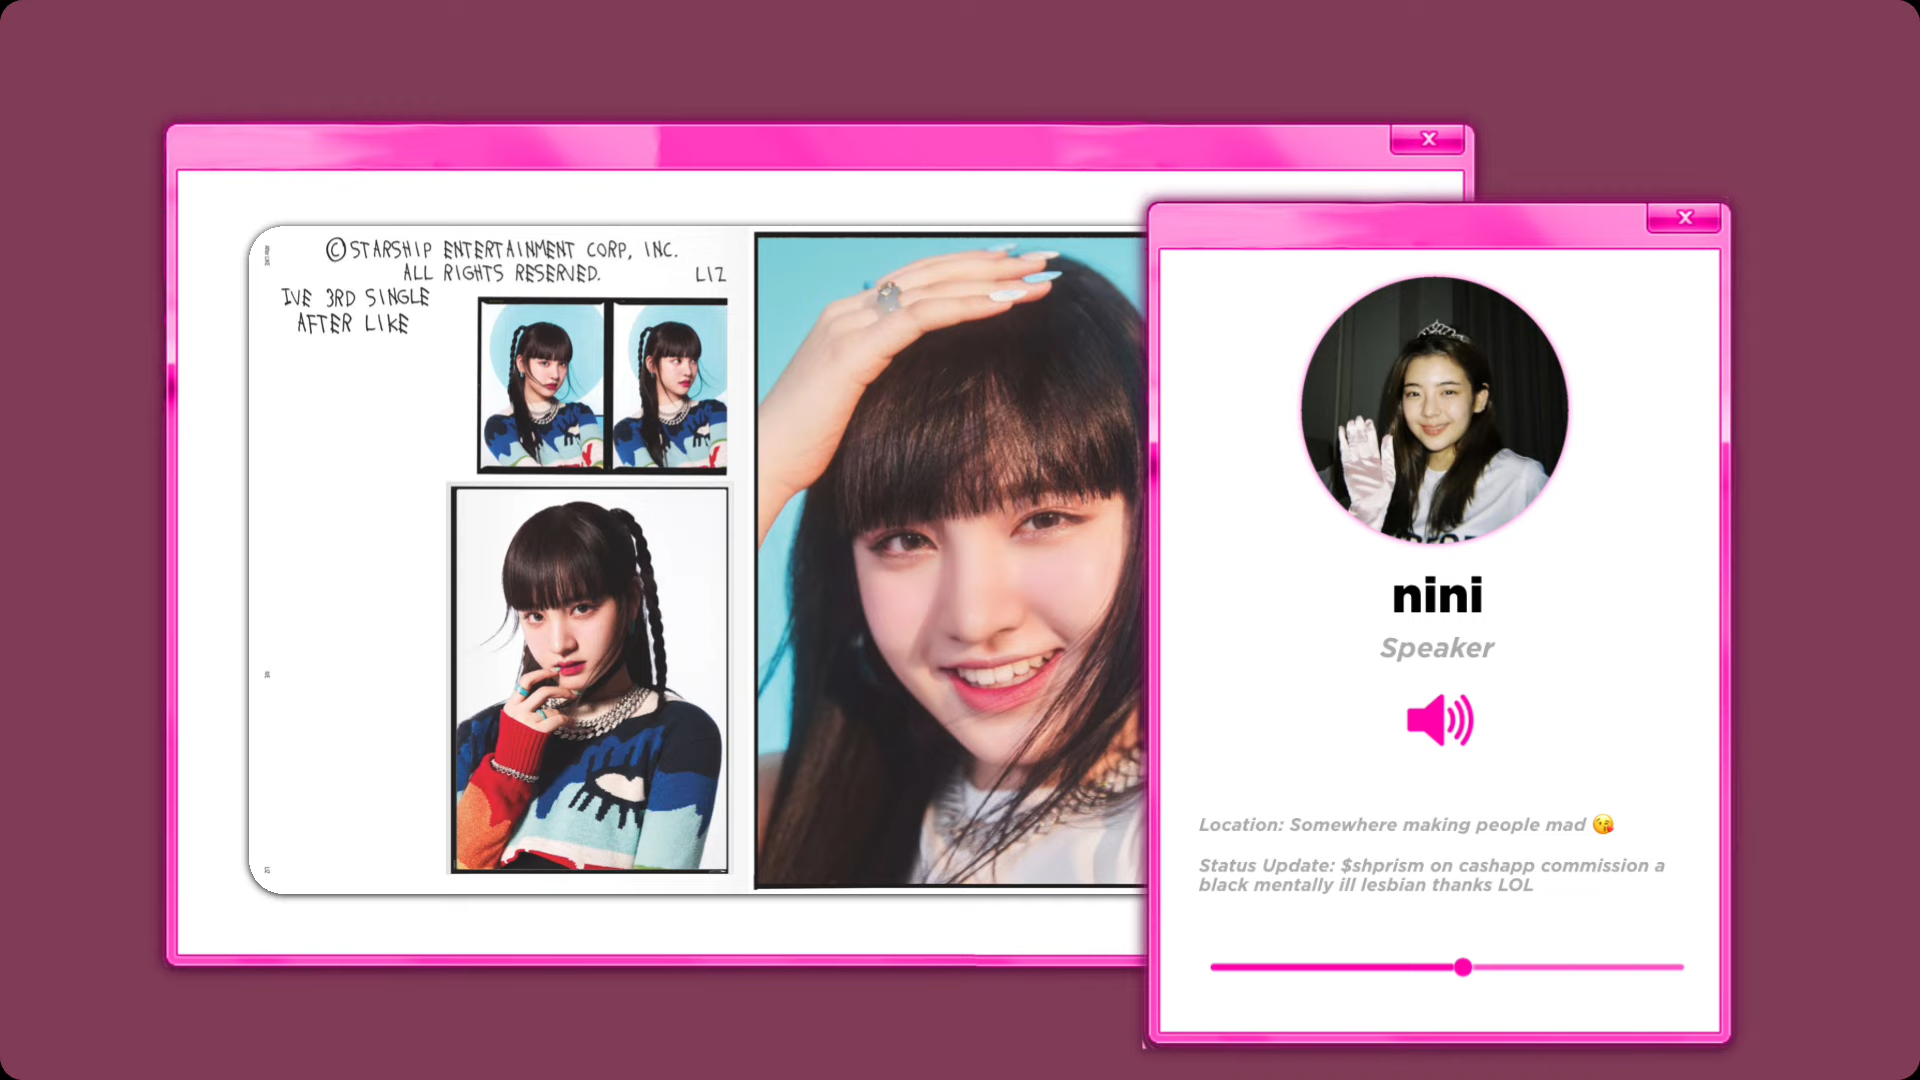 ©STARSHIP ENTERTAINMENT CORP, INC.
ALL RIGHTS RESERVED.
LIZ
IVE 3RD SINGLE
AFTER LIKE
nini
Speaker
Location: Somewhere making people mad 😘
Status Update: $shprism on cashapp commission a
black mentally ill lesbian thanks LOL